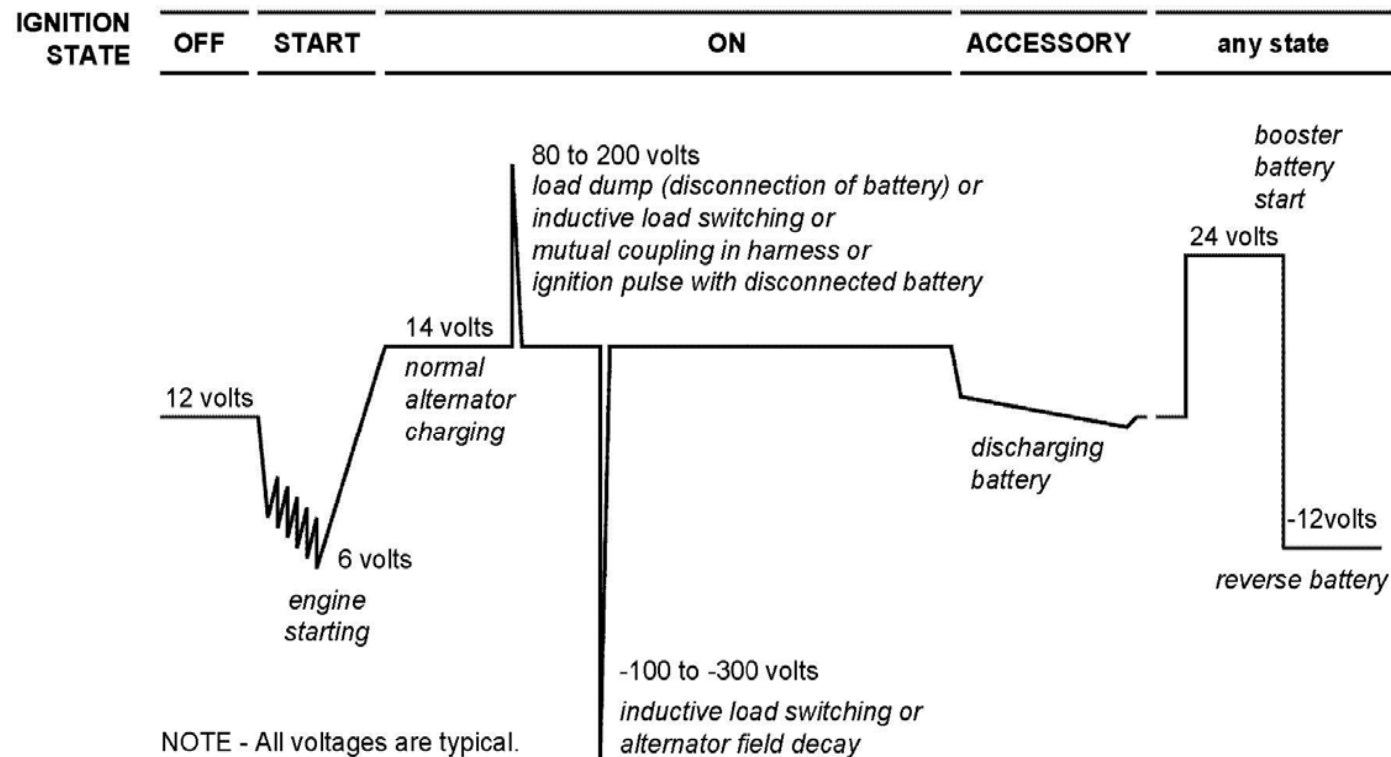 IGNITION
STATE
OFF
START
ON
ACCESSORY
any state
booster
battery
start
80 to 200 volts
load dump (disconnection of battery) or
inductive load switching or
mutual coupling in harness or
ignition pulse with disconnected battery
24 volts
14 volts
normal
alternator
charging
12 volts
discharging
battery
-12volts
reverse battery
6 volts
engine
starting
-100 to -300 volts
inductive load switching or
alternator field decay
NOTE - All voltages are typical.